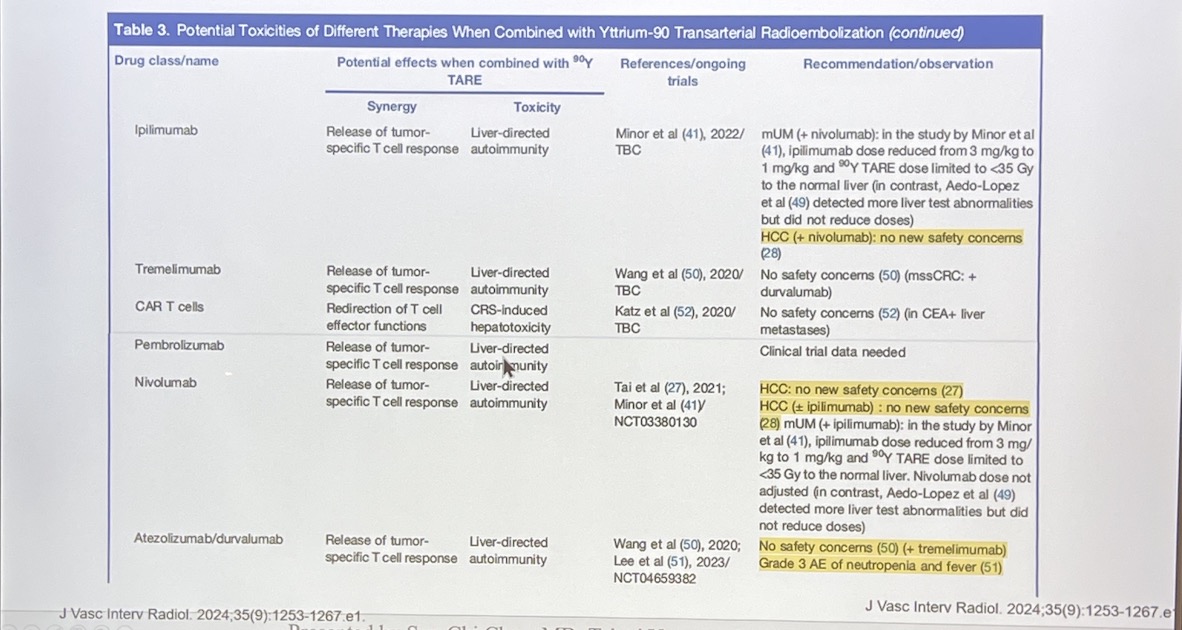 Table 3. Potential Toxicities of Different Therapies When Combined with Yttrium-90 Transarterial Radioembolization (continued)
Drug class/name
Potential effects when combined with ⁹⁰Y
TARE
References/ongoing
trials
Recommendation/observation
Synergy
Toxicity
Ipilimumab
Release of tumor-
specific T cell response
Liver-directed
autoimmunity
Minor et al (41), 2022/
TBC
mUM (+ nivolumab): in the study by Minor et al
(41), ipilimumab dose reduced from 3 mg/kg to
1 mg/kg and ⁹⁰Y TARE dose limited to <35 Gy
to the normal liver (in contrast, Aedo-Lopez
et al (49) detected more liver test abnormalities
but did not reduce doses)
HCC (+ nivolumab): no new safety concerns
(28)
Tremelimumab
Release of tumor-
specific T cell response
Liver-directed
autoimmunity
Wang et al (50), 2020/
TBC
No safety concerns (50) (mssCRC: +
durvalumab)
CAR T cells
Redirection of T cell
effector functions
CRS-induced
hepatotoxicity
Katz et al (52), 2020/
TBC
No safety concerns (52) (in CEA+ liver
metastases)
Pembrolizumab
Release of tumor-
specific T cell response
Liver-directed
autoimmunity
Clinical trial data needed
Nivolumab
Release of tumor-
specific T cell response
Liver-directed
autoimmunity
Tai et al (27), 2021;
Minor et al (41)/
NCT03380130
HCC: no new safety concerns (27)
HCC (± ipilimumab) : no new safety concerns
(28) mUM (+ ipilimumab): in the study by Minor
et al (41), ipilimumab dose reduced from 3 mg/
kg to 1 mg/kg and ⁹⁰Y TARE dose limited to
<35 Gy to the normal liver. Nivolumab dose not
adjusted (in contrast, Aedo-Lopez et al (49)
detected more liver test abnormalities but did
not reduce doses)
Atezolizumab/durvalumab
Release of tumor-
specific T cell response
Liver-directed
autoimmunity
Wang et al (50), 2020;
Lee et al (51), 2023/
NCT04659382
No safety concerns (50) (+ tremelimumab)
Grade 3 AE of neutropenia and fever (51)
J Vasc Interv Radiol. 2024;35(9):1253-1267.e1.
J Vasc Interv Radiol. 2024;35(9):1253-1267.e